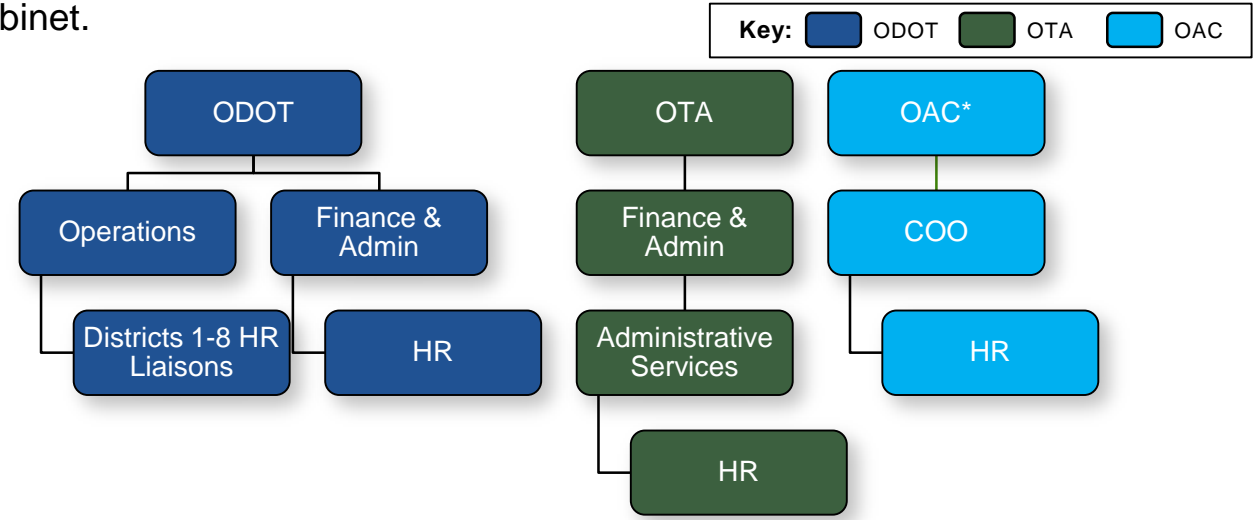 binet.
Key: ODOT OTA OAC
ODOT
OTA
OAC*
Operations
Finance &
Admin
Finance &
Admin
COO
Districts 1-8 HR
Liaisons
HR
Administrative
Services
HR
HR